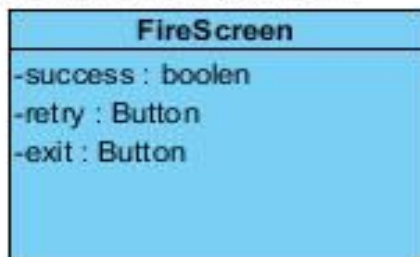 FireScreen
-success : boolen
-retry : Button
-exit : Button